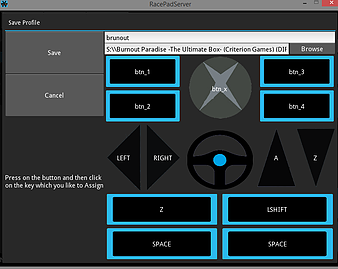 RacePadServer
Save Profile
brunout
Save
S:\\Burnout Paradise -The Ultimate Box- (Criterion Games) (DIF
Browse
btn_1
btn_3
btn_x
Cancel
btn_2
btn_4
LEFT
RIGHT
A
Z
Press on the button and then click
on the key which you like to Assign
Z
LSHIFT
SPACE
SPACE